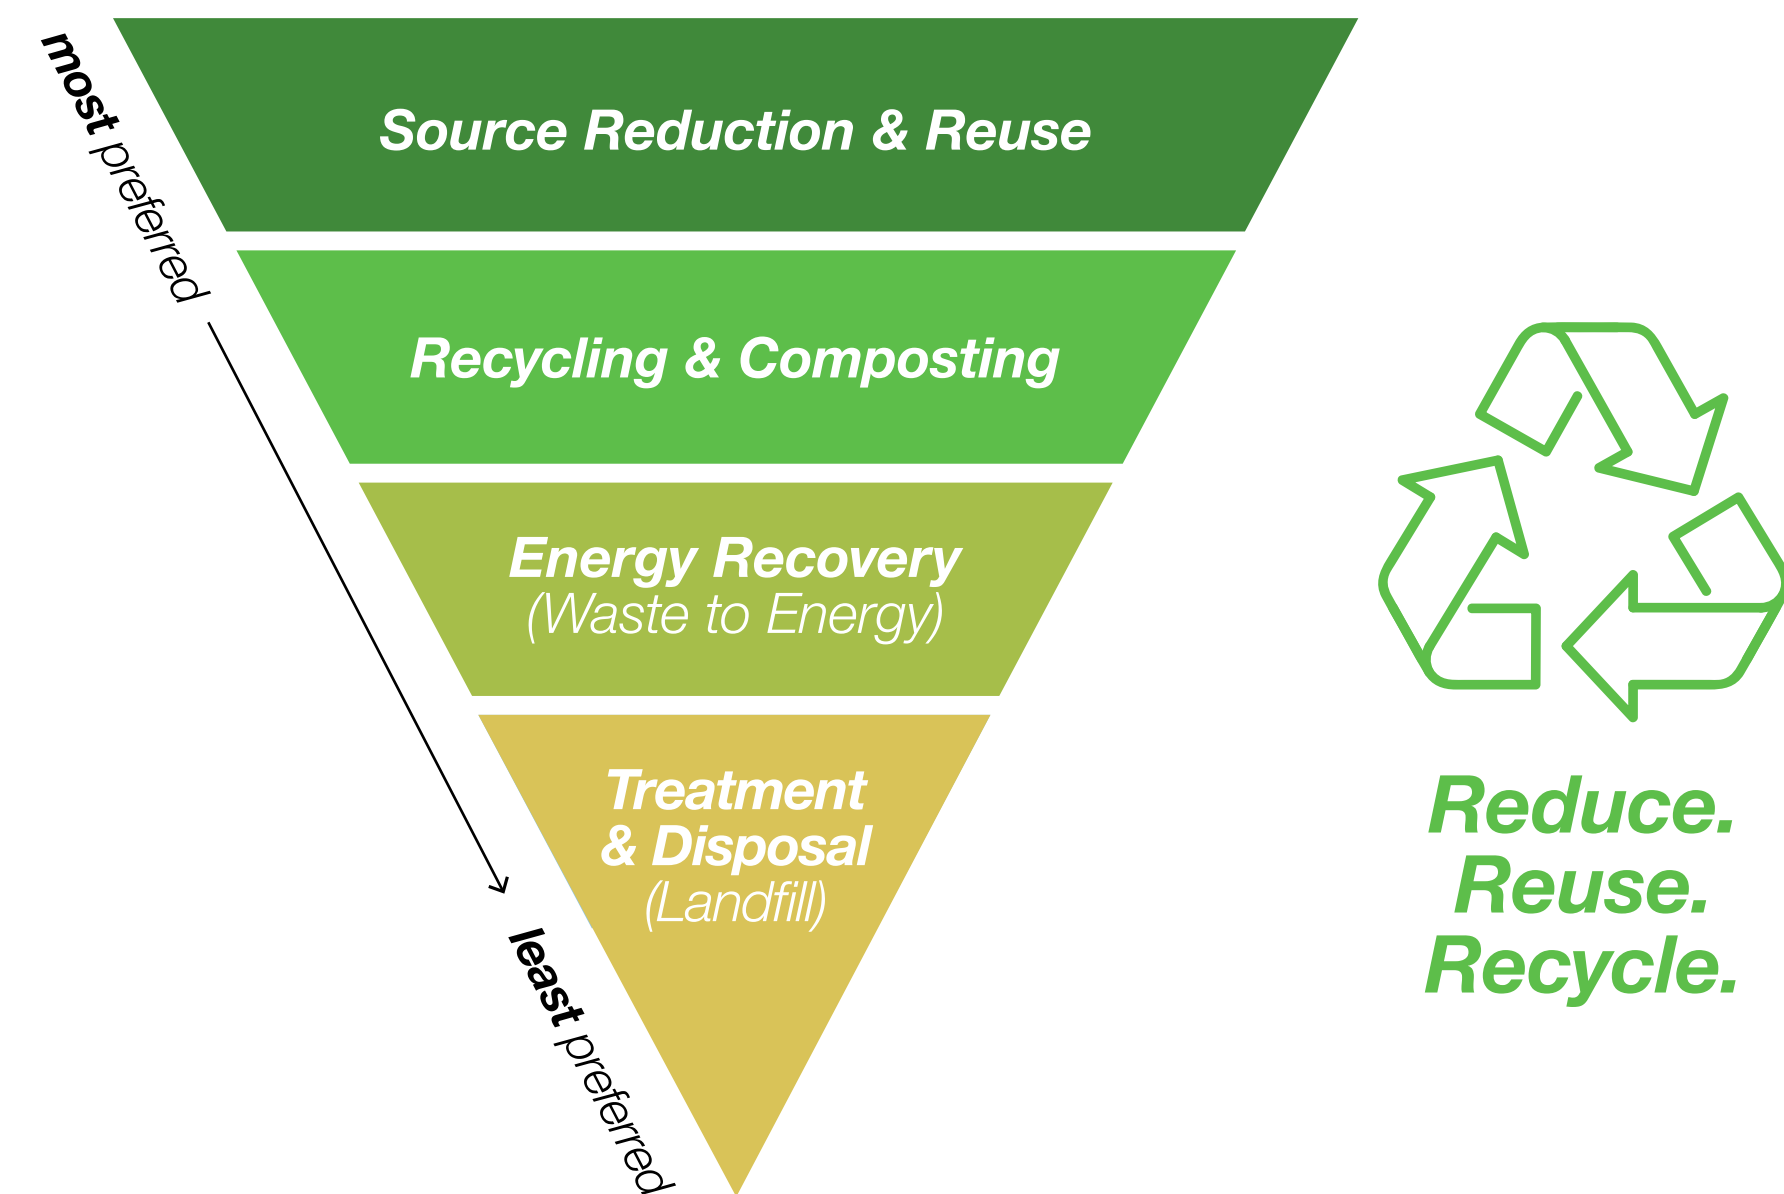 most preferred
Source Reduction & Reuse
Recycling & Composting
Energy Recovery
(Waste to Energy)
Treatment
& Disposal
(Landfill)
least preferred
Reduce.
Reuse.
Recycle.